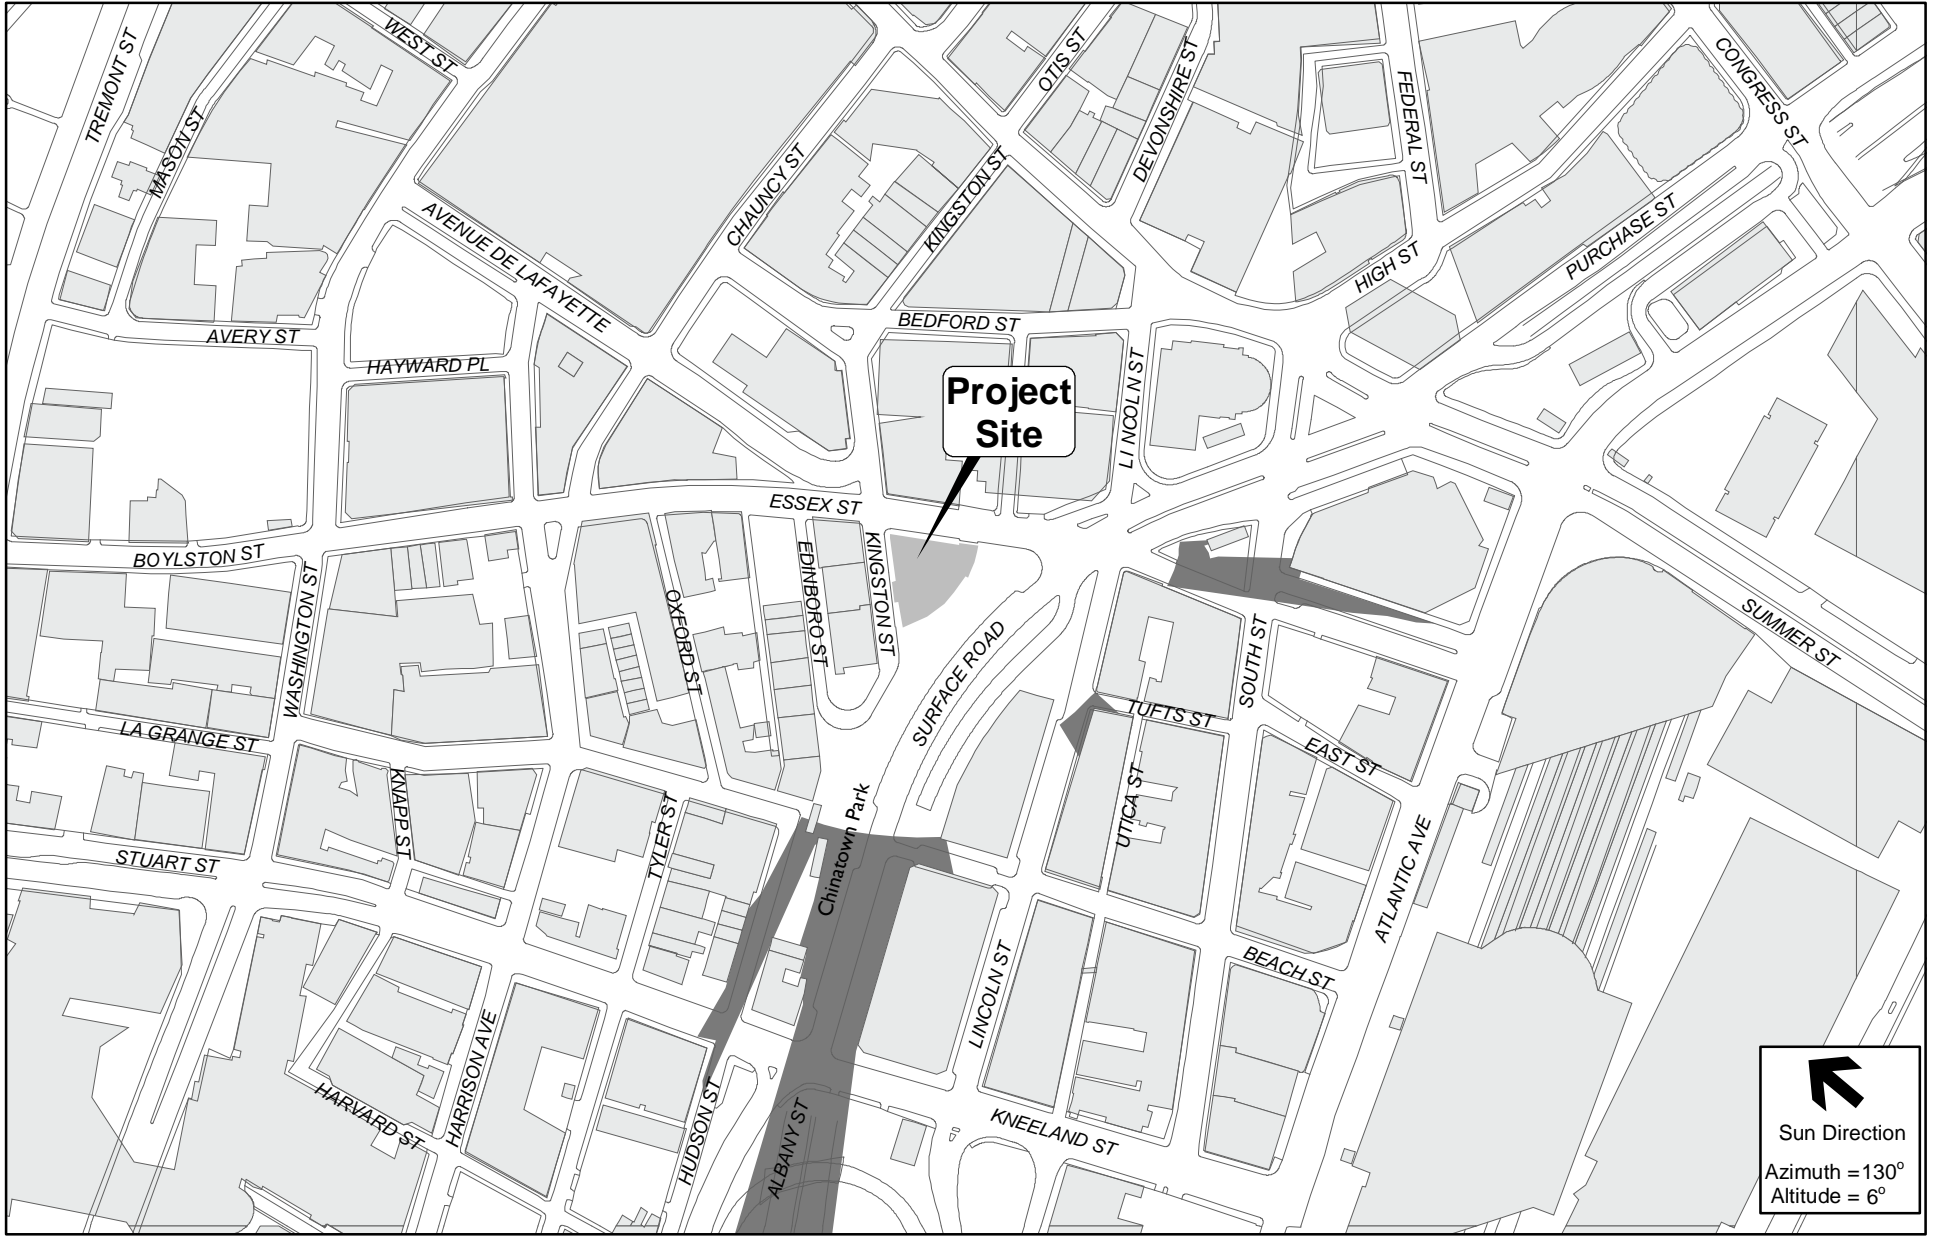 WEST ST
TREMONT ST
MASON ST
OTIS ST
DEVONSHIRE ST
FEDERAL ST
CONGRESS ST
CHAUNCY ST
KINGSTON ST
AVENUE DE LAFAYETTE
PURCHASE ST
HIGH ST
AVERY ST
BEDFORD ST
HAYWARD PL
LINCOLN ST
Project
Site
ESSEX ST
BOYLSTON ST
EDINBORO ST
KINGSTON ST
WASHINGTON ST
OXFORD ST
SURFACE ROAD
SOUTH ST
SUMMER ST
TUFTS ST
LA GRANGE ST
EAST ST
KNAPP ST
UTICA ST
TYLER ST
Chinatown Park
STUART ST
ATLANTIC AVE
LINCOLN ST
BEACH ST
HARRISON AVE
HARVARD ST
HUDSON ST
ALBANY ST
KNEELAND ST
Sun Direction
Azimuth =130°
Altitude = 6°